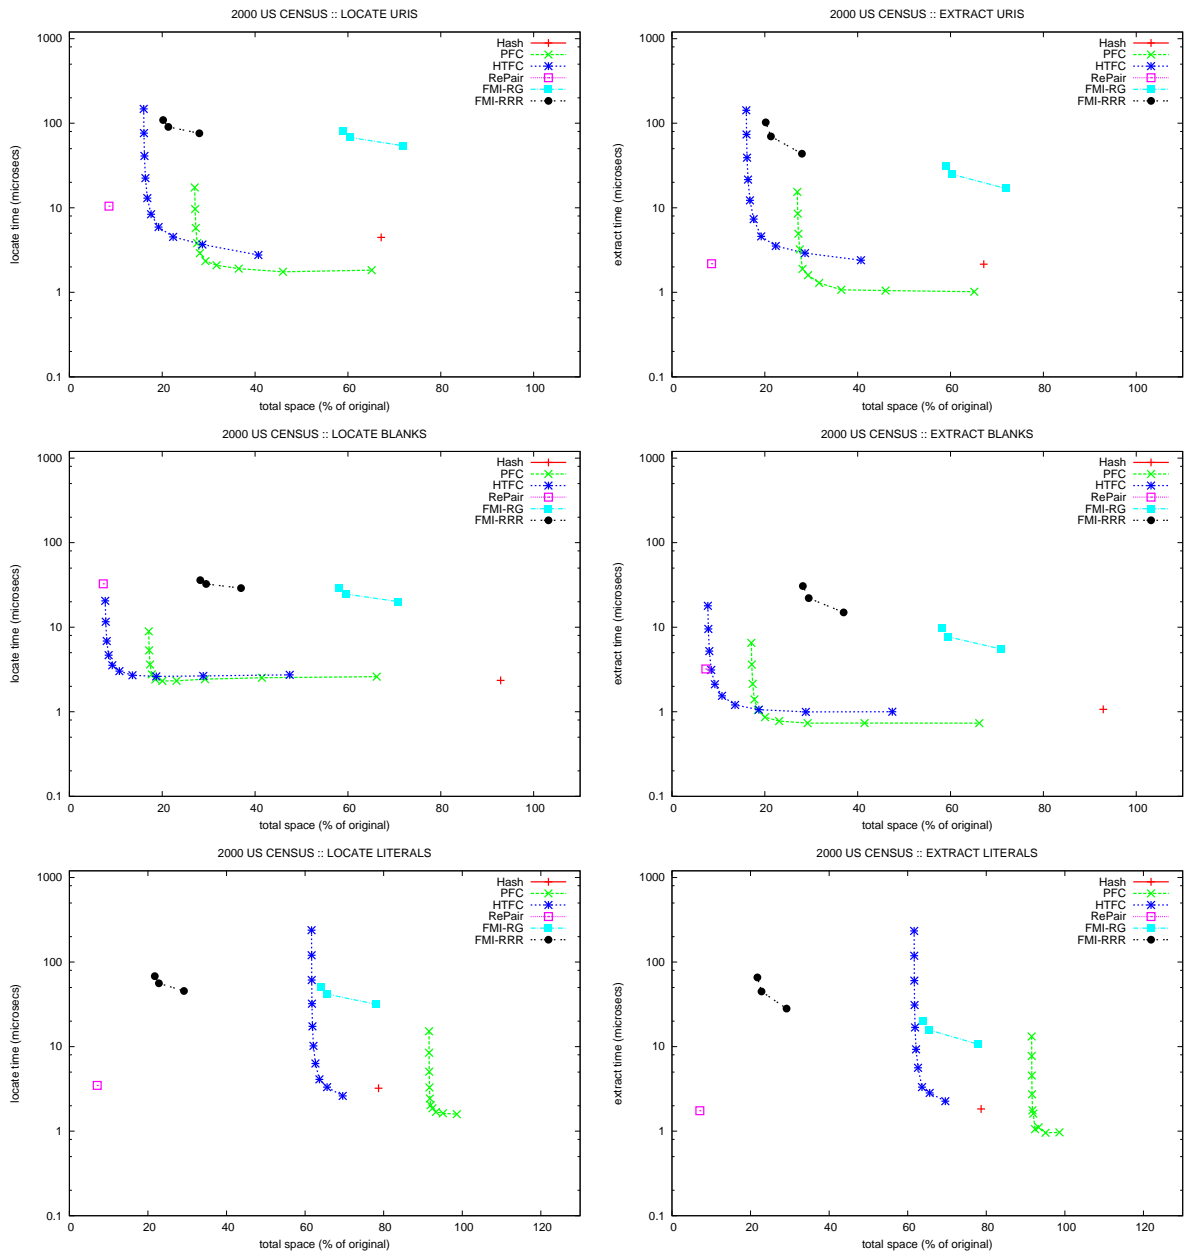 2000 US CENSUS :: LOCATE URIS
1000
100
10
1
0.1
0 20 40 60 80 100
locate time (microsecs)
total space (% of original)
Hash
PFC
HTFC
RePair
FMI-RG
FMI-RRR
2000 US CENSUS :: EXTRACT URIS
1000
100
10
1
0.1
0 20 40 60 80 100
extract time (microsecs)
total space (% of original)
Hash
PFC
HTFC
RePair
FMI-RG
FMI-RRR
2000 US CENSUS :: LOCATE BLANKS
1000
100
10
1
0.1
0 20 40 60 80 100
locate time (microsecs)
total space (% of original)
Hash
PFC
HTFC
RePair
FMI-RG
FMI-RRR
2000 US CENSUS :: EXTRACT BLANKS
1000
100
10
1
0.1
0 20 40 60 80 100
extract time (microsecs)
total space (% of original)
Hash
PFC
HTFC
RePair
FMI-RG
FMI-RRR
2000 US CENSUS :: LOCATE LITERALS
1000
100
10
1
0.1
0 20 40 60 80 100 120
locate time (microsecs)
total space (% of original)
Hash
PFC
HTFC
RePair
FMI-RG
FMI-RRR
2000 US CENSUS :: EXTRACT LITERALS
1000
100
10
1
0.1
0 20 40 60 80 100 120
extract time (microsecs)
total space (% of original)
Hash
PFC
HTFC
RePair
FMI-RG
FMI-RRR